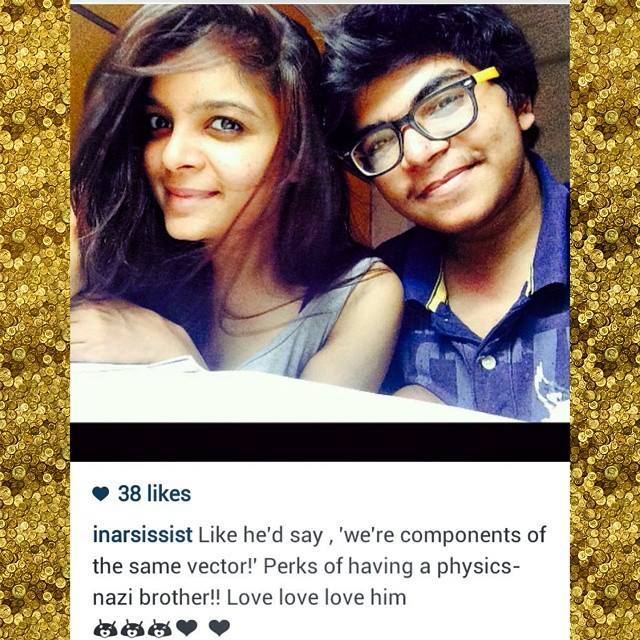 38 likes
inarsissist Like he'd say , 'we're components of
the same vector!' Perks of having a physics-
nazi brother!! Love love love him